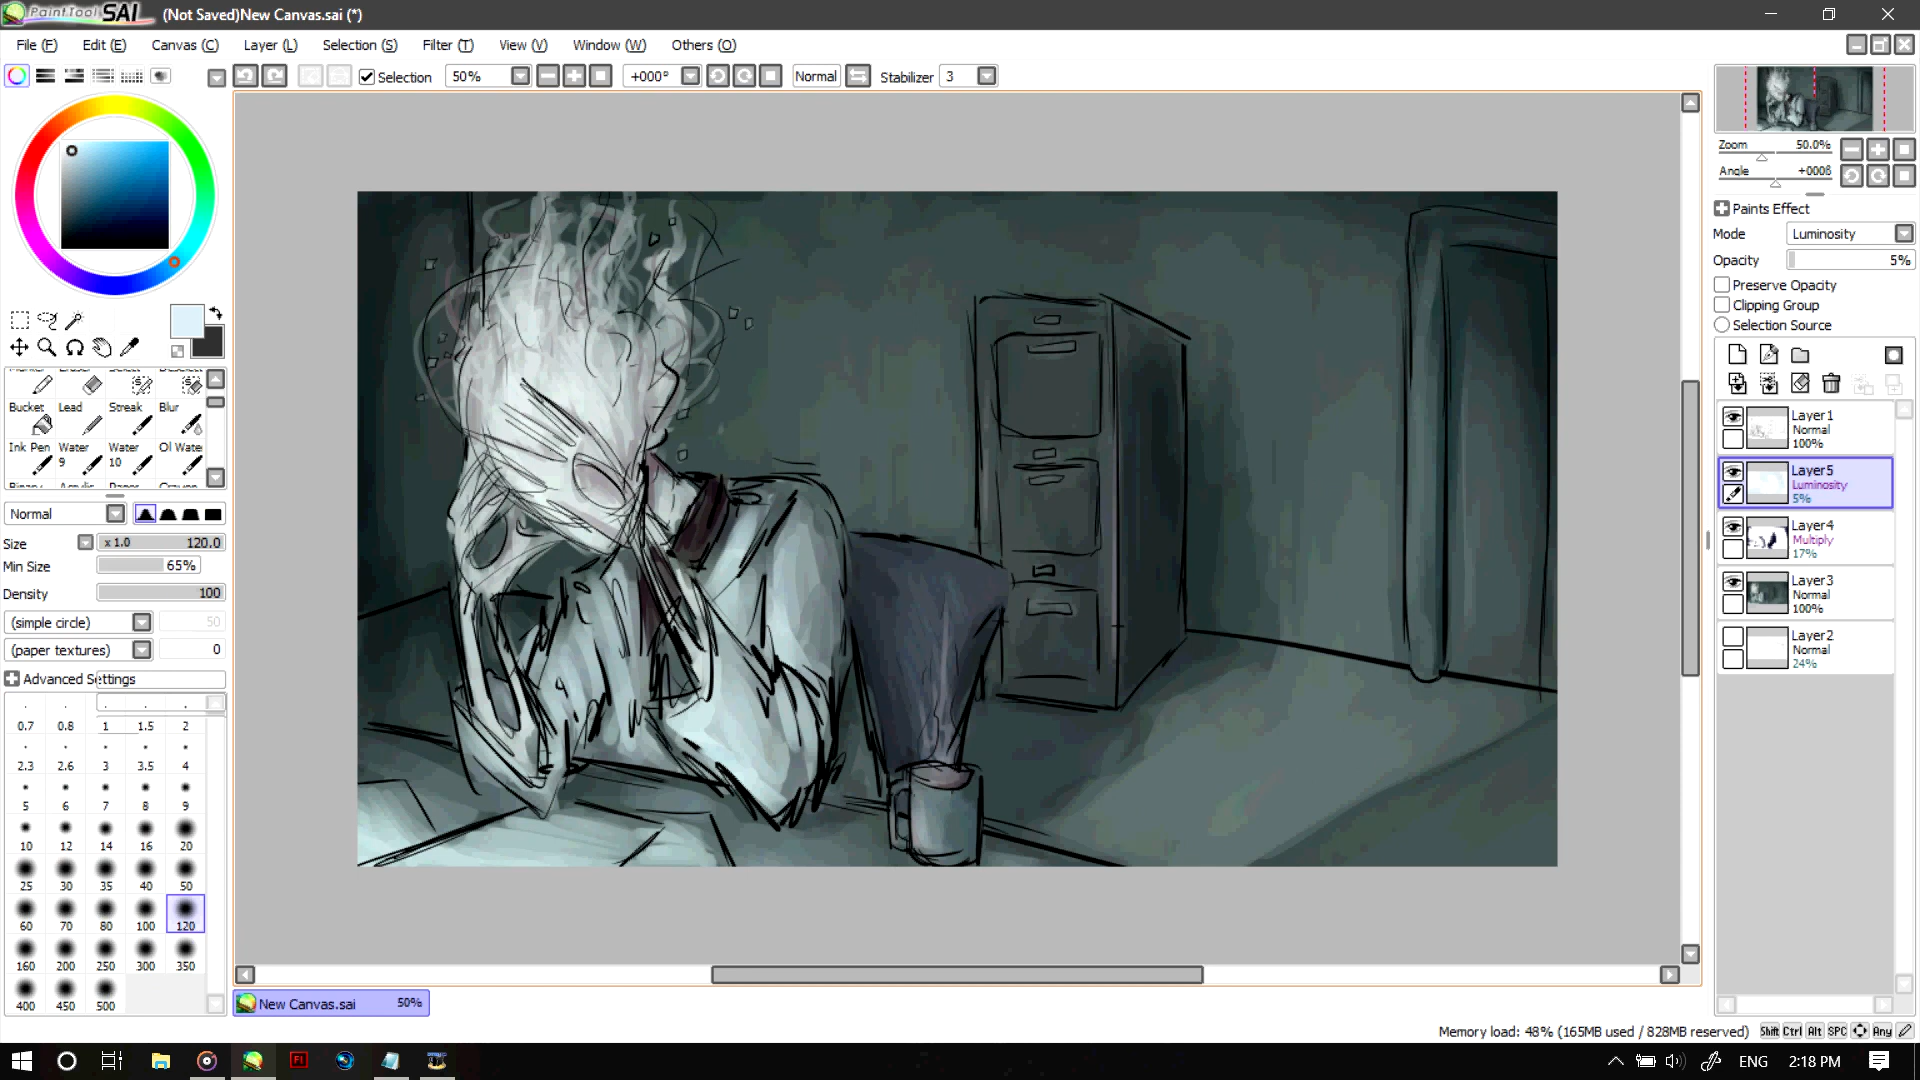 PaintTool SAI (Not Saved)New Canvas.sai (*)
File (F) Edit (E) Canvas (C) Layer (L) Selection (S) Filter (T) View (V) Window (W) Others (O)
Selection 50% +000° Normal Stabilizer 3
Zoom 50.0%
Angle +000ß
Paints Effect
Mode Luminosity
Opacity 5%
Preserve Opacity
Clipping Group
Selection Source
Bucket Lead Streak Blur
Ink Pen Water 9 Water 10 Ol Wate
Normal
Size x 1.0 120.0
Min Size 65%
Density 100
(simple circle) 50
(paper textures) 0
Advanced Settings
0.7 0.8 1 1.5 2
2.3 2.6 3 3.5 4
5 6 7 8 9
10 12 14 16 20
25 30 35 40 50
60 70 80 100 120
160 200 250 300 350
400 450 500
Layer1
Normal
100%
Layer5
Luminosity
5%
Layer4
Multiply
17%
Layer3
Normal
100%
Layer2
Normal
24%
New Canvas.sai 50%
Memory load: 48% (165MB used / 828MB reserved) Shift Ctrl Alt SPC Any
Fl
ENG 2:18 PM